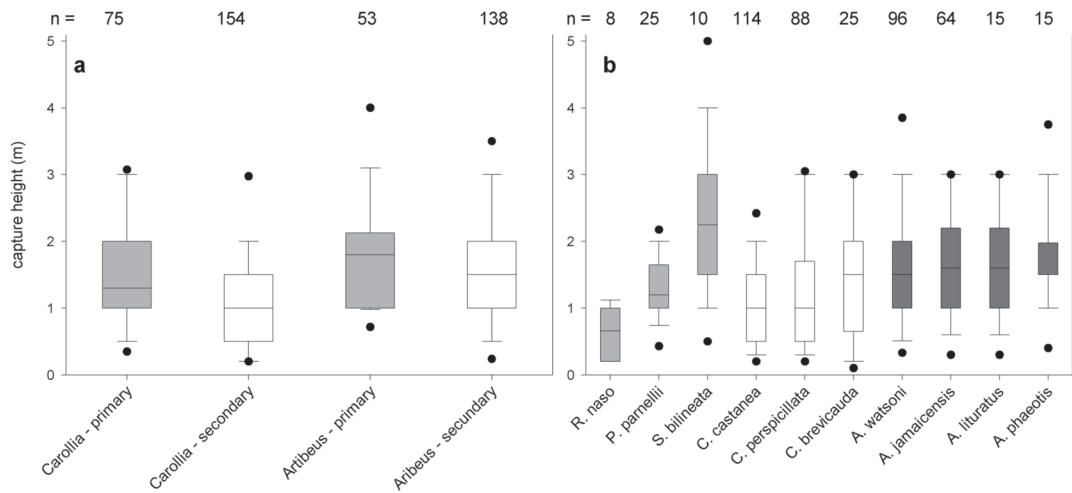 n = 75 154 53 138 n = 8 25 10 114 88 25 96 64 15 15
a
b
capture height (m)
5
4
3
2
1
0
5
4
3
2
1
0
Carollia - primary
Carollia - secondary
Artibeus - primary
Aribeus - secundary
R. naso
P. parnellii
S. bilineata
C. castanea
C. perspicillata
C. brevicauda
A. watsoni
A. jamaicensis
A. lituratus
A. phaeotis